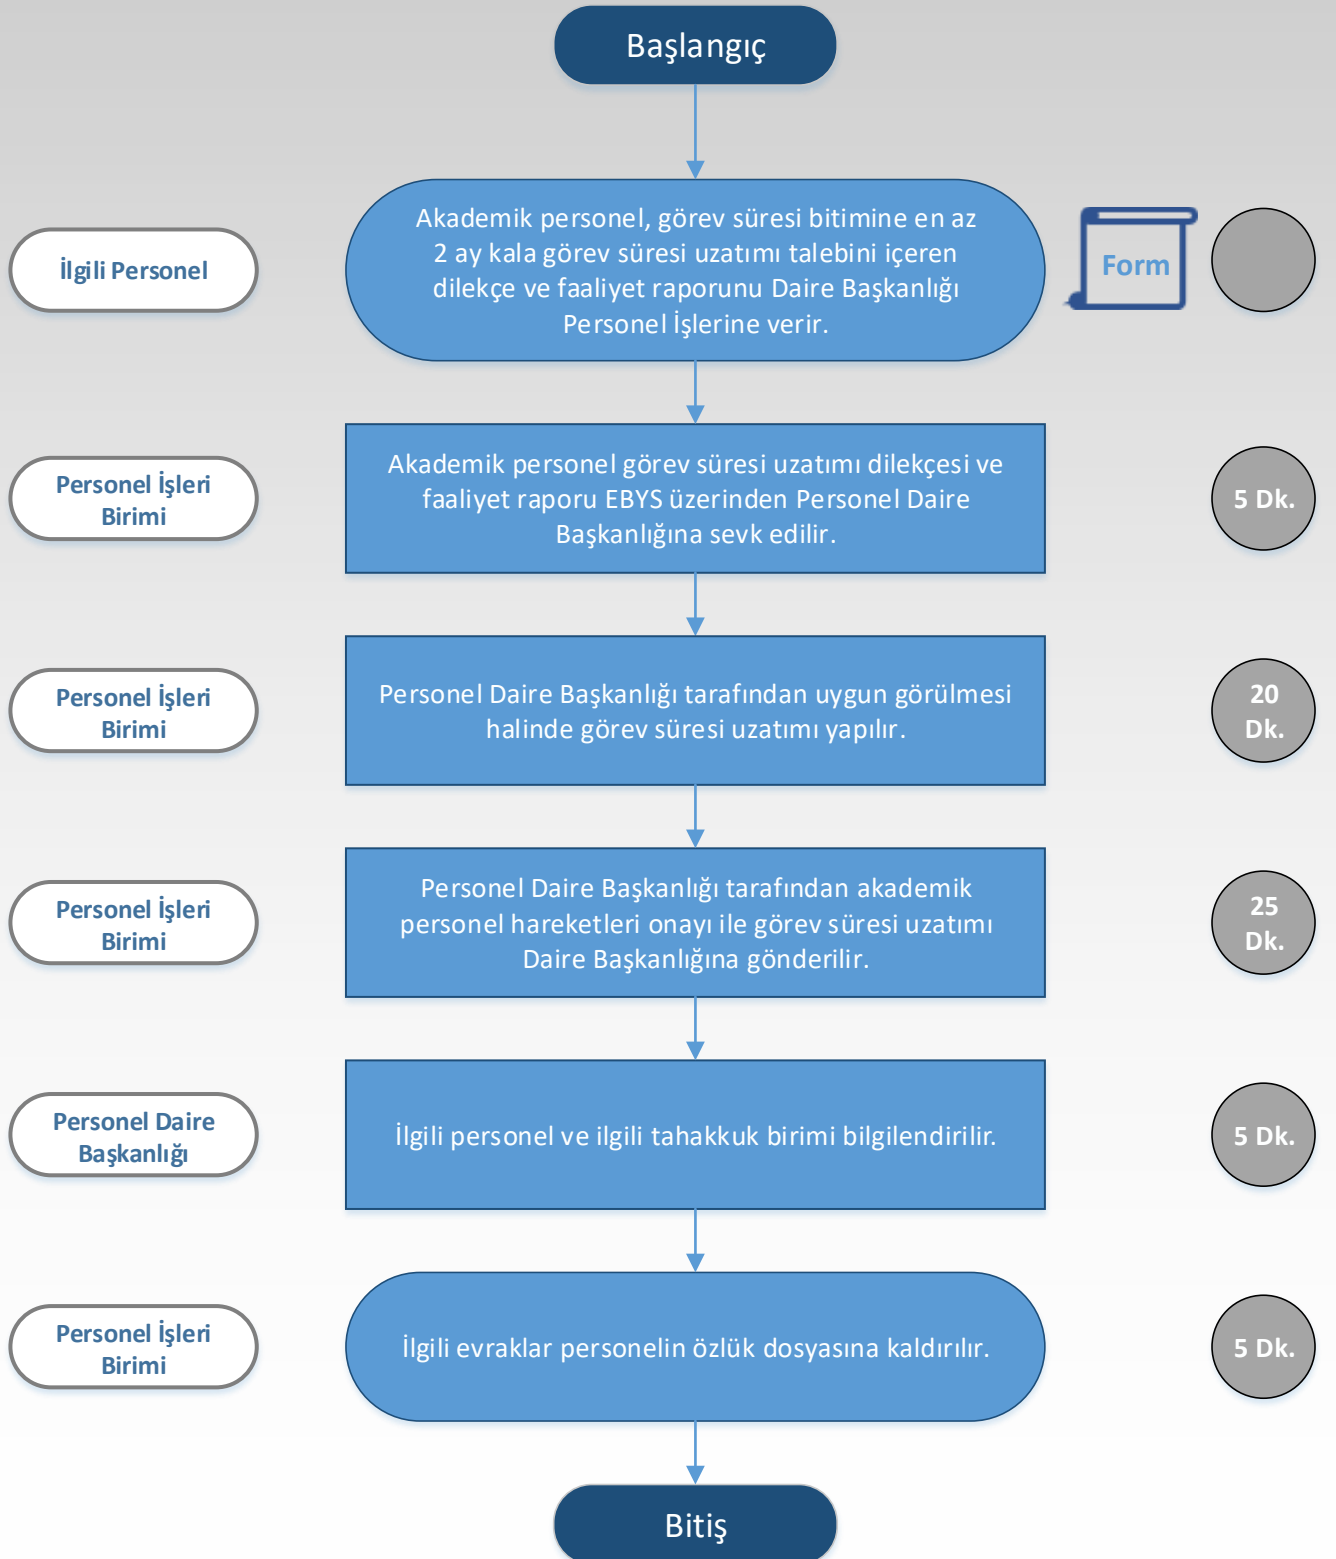 Başlangıç
İlgili Personel
Akademik personel, görev süresi bitimine en az
2 ay kala görev süresi uzatımı talebini içeren
dilekçe ve faaliyet raporunu Daire Başkanlığı
Personel İşlerine verir.
Form
Personel İşleri
Birimi
Akademik personel görev süresi uzatımı dilekçesi ve
faaliyet raporu EBYS üzerinden Personel Daire
Başkanlığına sevk edilir.
5 Dk.
Personel İşleri
Birimi
Personel Daire Başkanlığı tarafından uygun görülmesi
halinde görev süresi uzatımı yapılır.
20
Dk.
Personel İşleri
Birimi
Personel Daire Başkanlığı tarafından akademik
personel hareketleri onayı ile görev süresi uzatımı
Daire Başkanlığına gönderilir.
25
Dk.
Personel Daire
Başkanlığı
İlgili personel ve ilgili tahakkuk birimi bilgilendirilir.
5 Dk.
Personel İşleri
Birimi
İlgili evraklar personelin özlük dosyasına kaldırılır.
5 Dk.
Bitiş